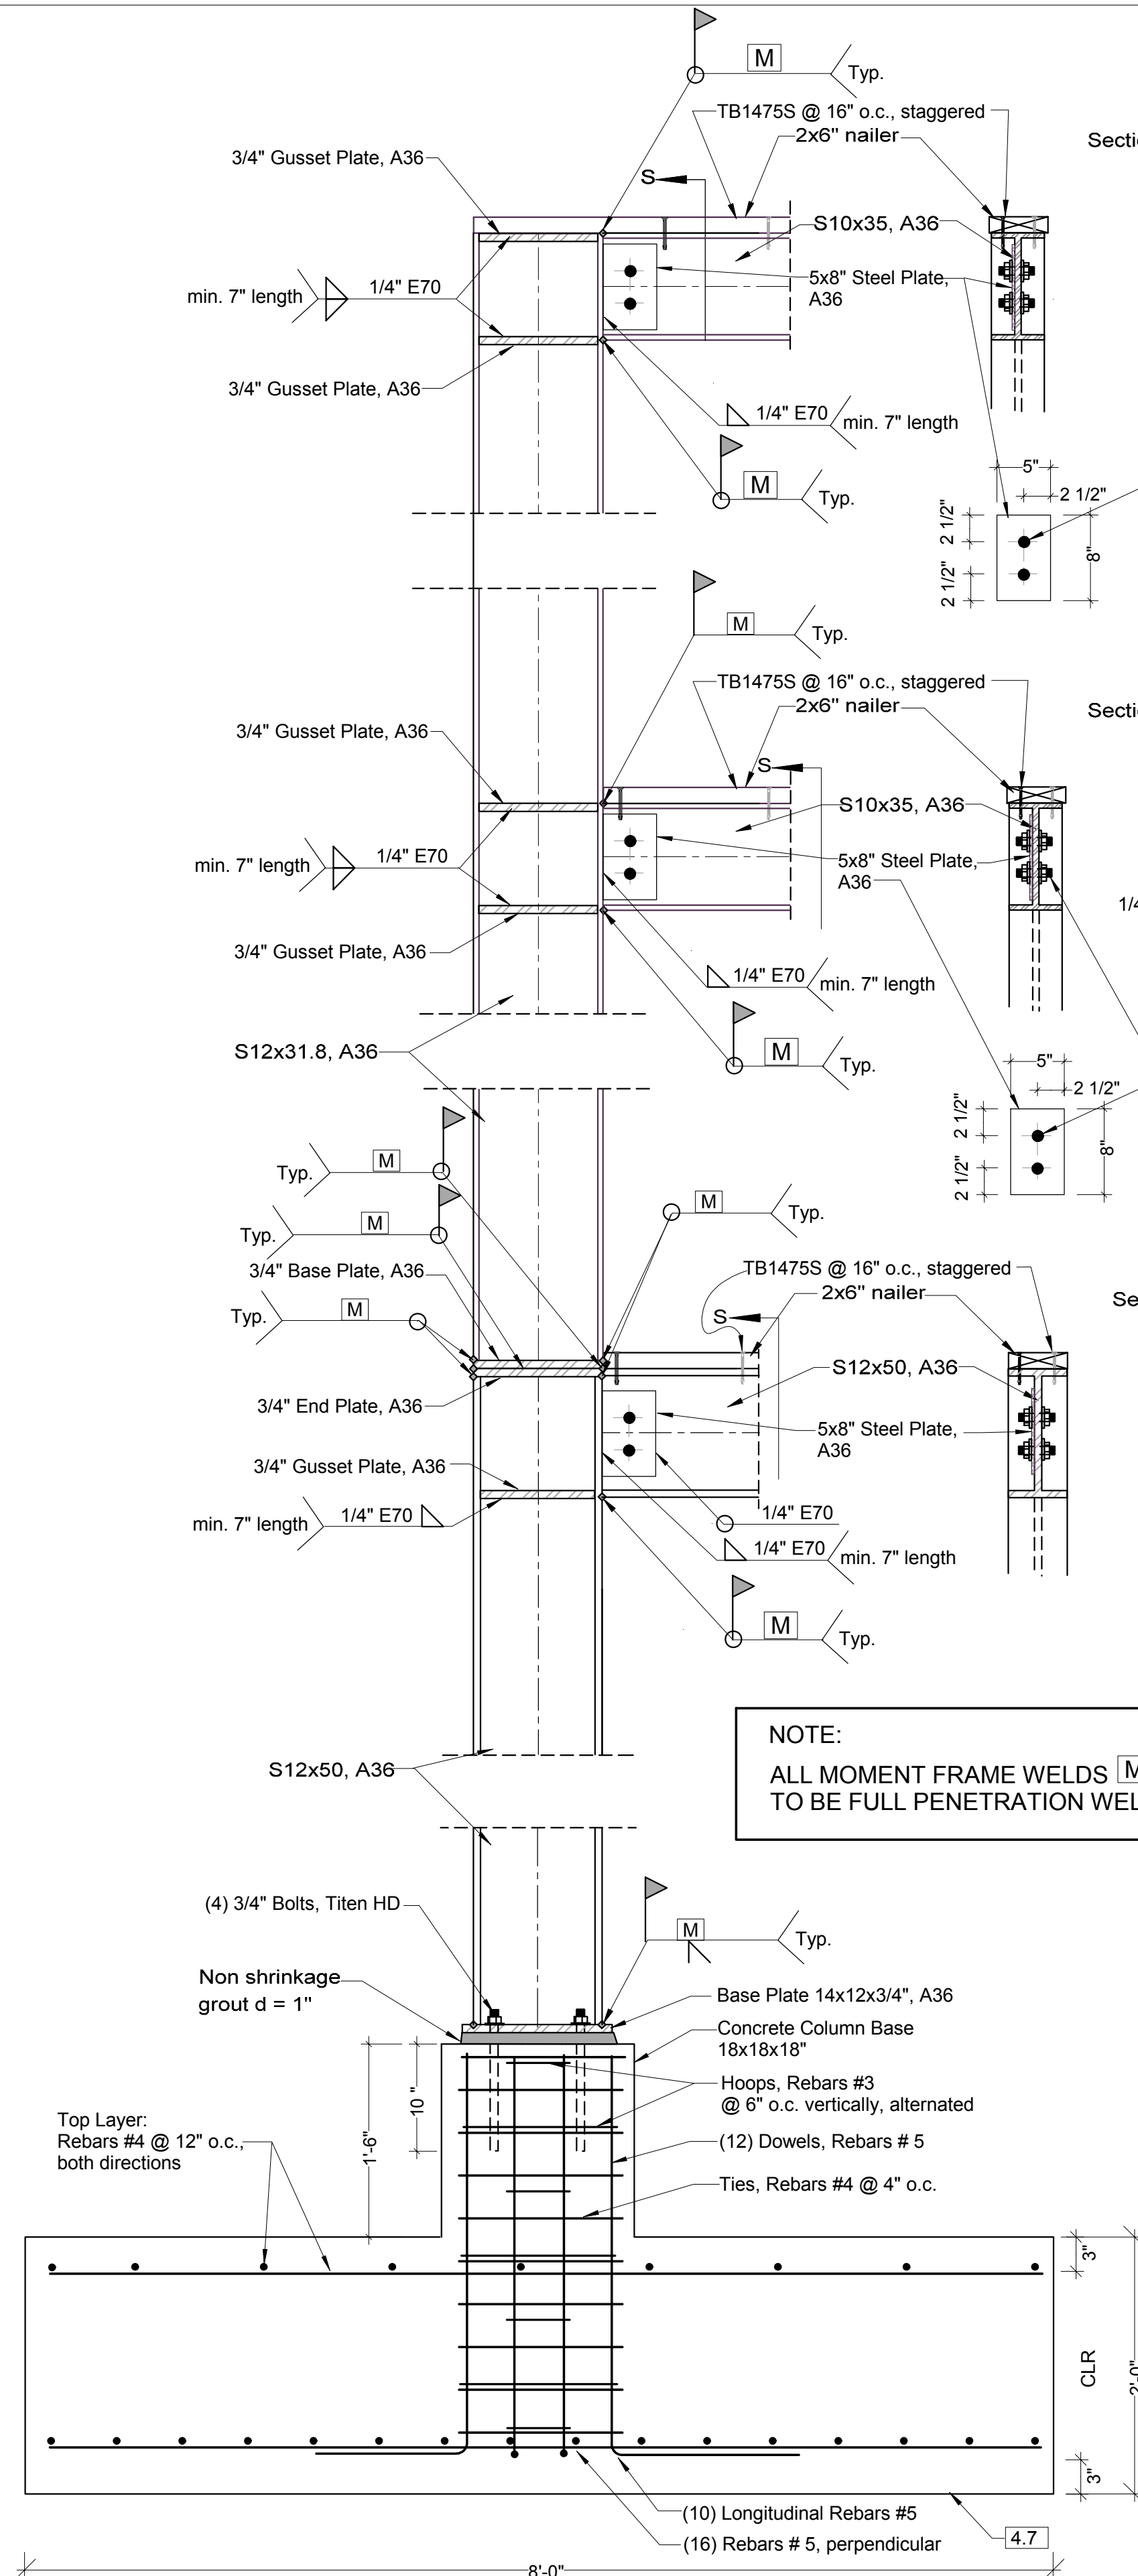 M
Typ.
TB1475S @ 16" o.c., staggered
2x6" nailer
Secti
3/4" Gusset Plate, A36
S
S10x35, A36
5x8" Steel Plate,
A36
1/4" E70
min. 7" length
3/4" Gusset Plate, A36
1/4" E70
min. 7" length
M
Typ.
5"
2 1/2"
2 1/2"
2 1/2"
8"
M
Typ.
TB1475S @ 16" o.c., staggered
2x6" nailer
Secti
3/4" Gusset Plate, A36
S
S10x35, A36
1/4" E70
min. 7" length
5x8" Steel Plate,
A36
1/4
3/4" Gusset Plate, A36
1/4" E70
min. 7" length
S12x31.8, A36
M
Typ.
5"
2 1/2"
2 1/2"
2 1/2"
8"
M
Typ.
M
Typ.
M
Typ.
3/4" Base Plate, A36
TB1475S @ 16" o.c., staggered
2x6" nailer
Se
M
Typ.
S
S12x50, A36
3/4" End Plate, A36
5x8" Steel Plate,
A36
3/4" Gusset Plate, A36
1/4" E70
min. 7" length
1/4" E70
1/4" E70
min. 7" length
M
Typ.
NOTE:
ALL MOMENT FRAME WELDS M
TO BE FULL PENETRATION WEL
S12x50, A36
(4) 3/4" Bolts, Titen HD
M
Typ.
Non shrinkage
grout d = 1"
Base Plate 14x12x3/4", A36
Concrete Column Base
18x18x18"
Hoops, Rebars #3
@ 6" o.c. vertically, alternated
10 "
1'-6"
Top Layer:
Rebars #4 @ 12" o.c.,
both directions
(12) Dowels, Rebars # 5
Ties, Rebars #4 @ 4" o.c.
3"
CLR
2'-0"
3"
(10) Longitudinal Rebars #5
(16) Rebars # 5, perpendicular
4.7
8'-0"